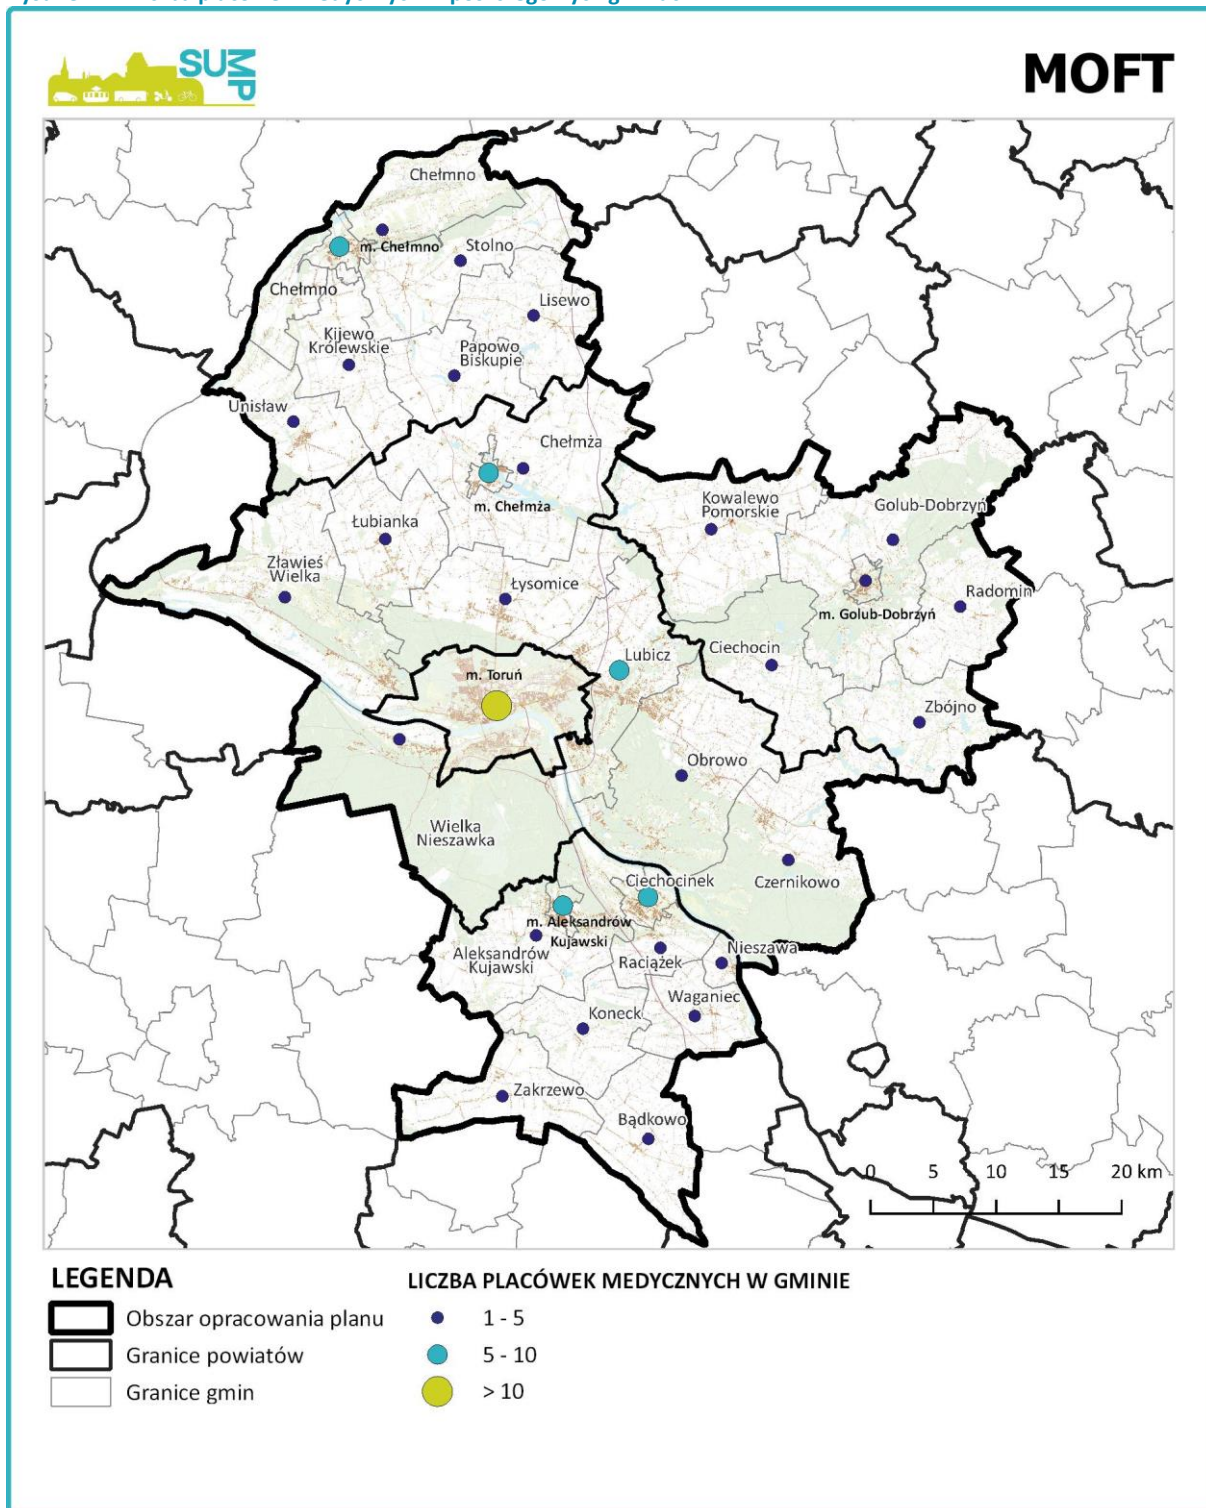 SUMP
MOFT
Chełmno
m. Chełmno
Stolno
Chełmno
Lisewo
Kijewo
Królewskie
Papowo
Biskupie
Unisław
Chełmża
m. Chełmża
Kowalewo
Pomorskie
Golub-Dobrzyń
Łubianka
Zławieś
Wielka
Łysomice
Radomin
m. Golub-Dobrzyń
Lubicz
Ciechocin
m. Toruń
Zbójno
Obrowo
Wielka
Nieszawka
Ciechocinek
Czernikowo
m. Aleksandrów
Kujawski
Aleksandrów
Kujawski
Raciążek
Nieszawa
Waganiec
Koneck
Zakrzewo
Bądkowo
0 5 10 15 20 km
LEGENDA
Obszar opracowania planu
Granice powiatów
Granice gmin
LICZBA PLACÓWEK MEDYCZNYCH W GMINIE
1 - 5
5 - 10
> 10